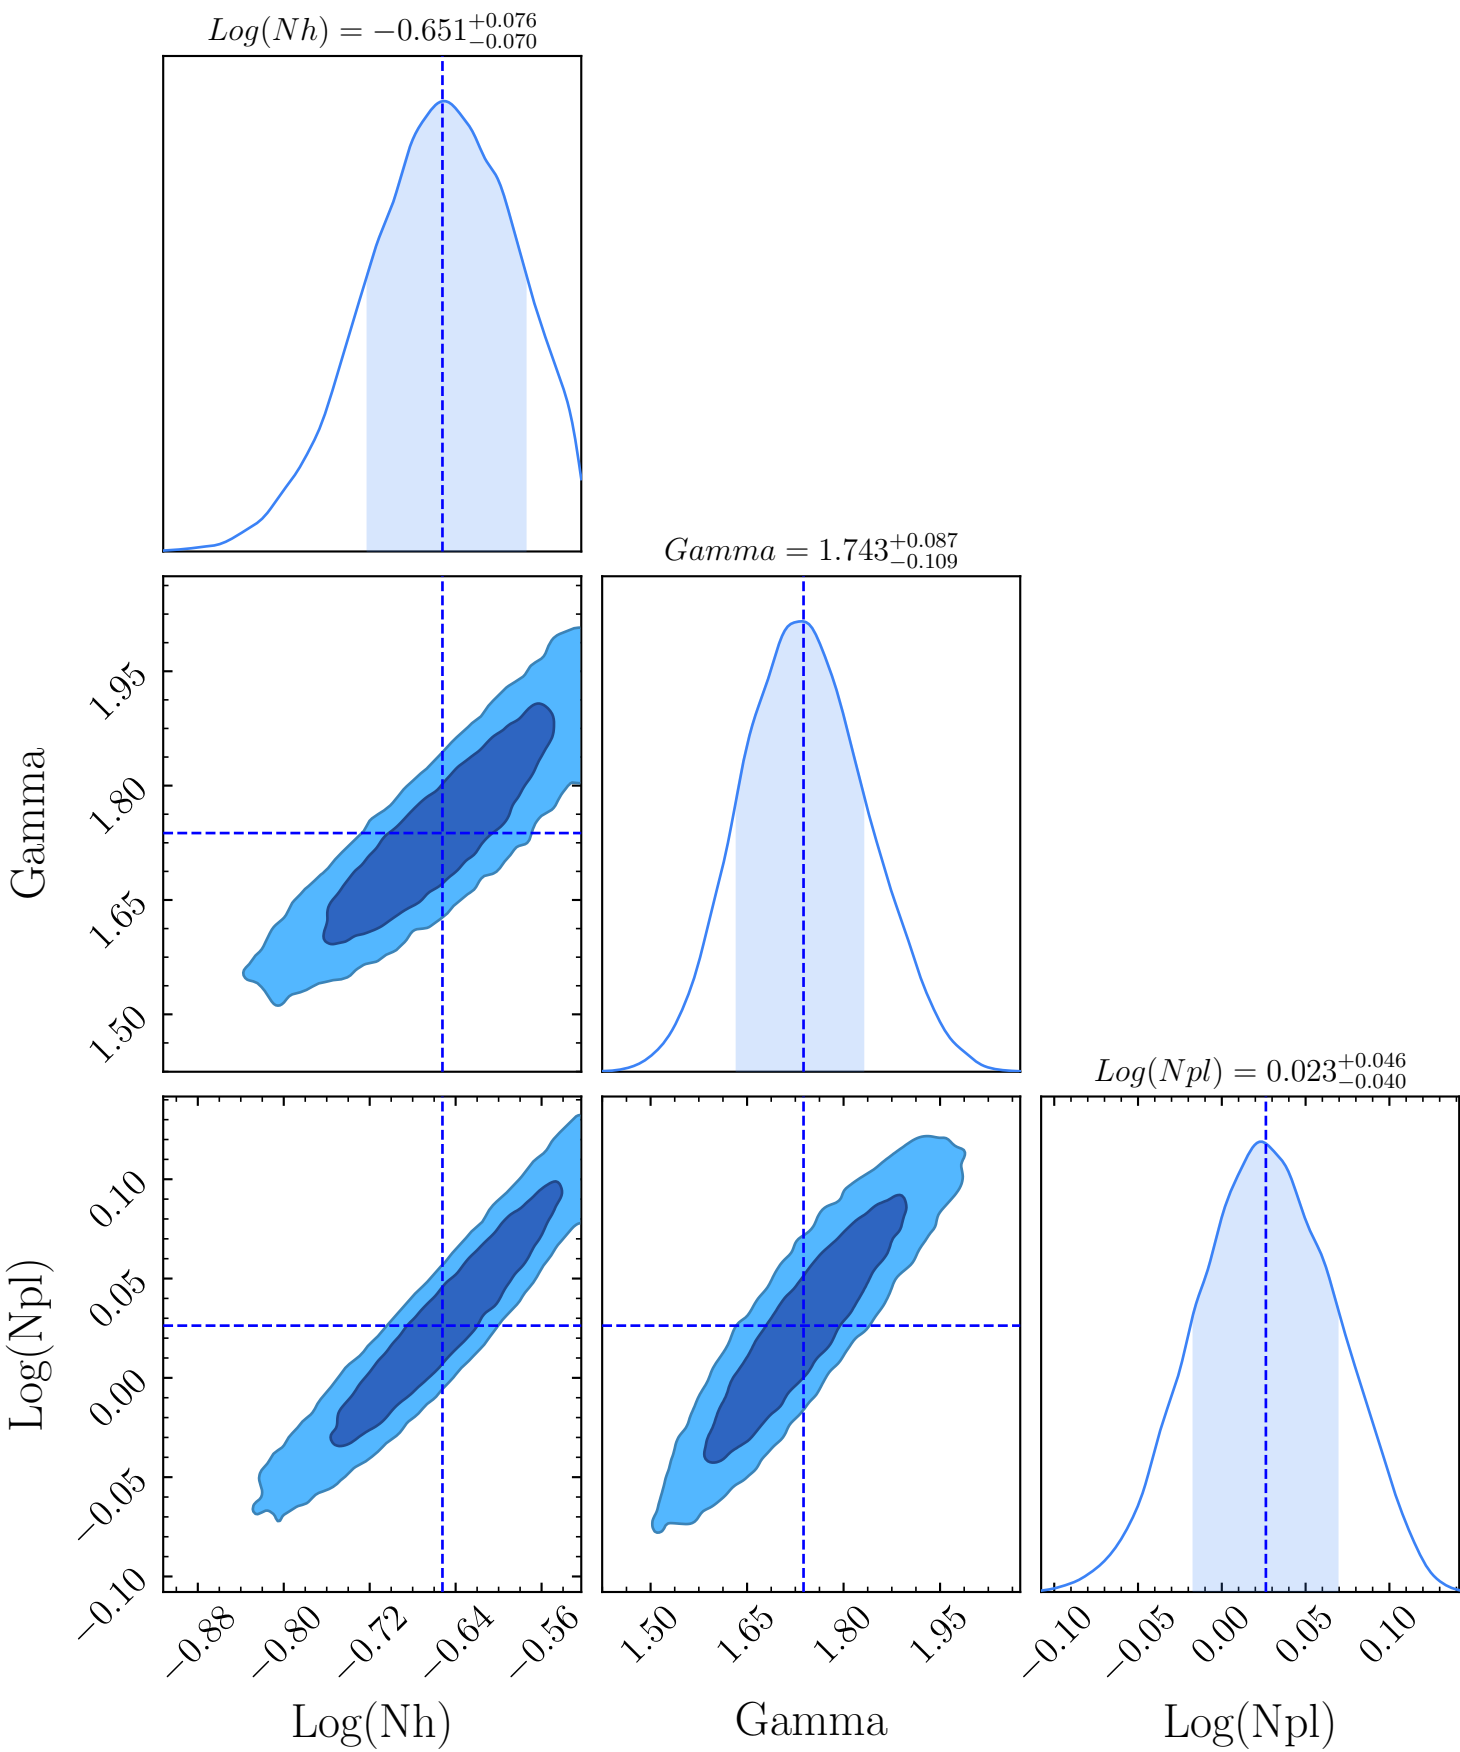 Log(Nh) = −0.651+0.076−0.070
Gamma = 1.743+0.087−0.109
Gamma
1.95
1.80
1.65
1.50
Log(Npl) = 0.023+0.046−0.040
Log(Npl)
0.10
0.05
0.00
−0.05
−0.10
−0.88 −0.80 −0.72 −0.64 −0.56 1.50 1.65 1.80 1.95 −0.10 −0.05 0.00 0.05 0.10
Log(Nh) Gamma Log(Npl)